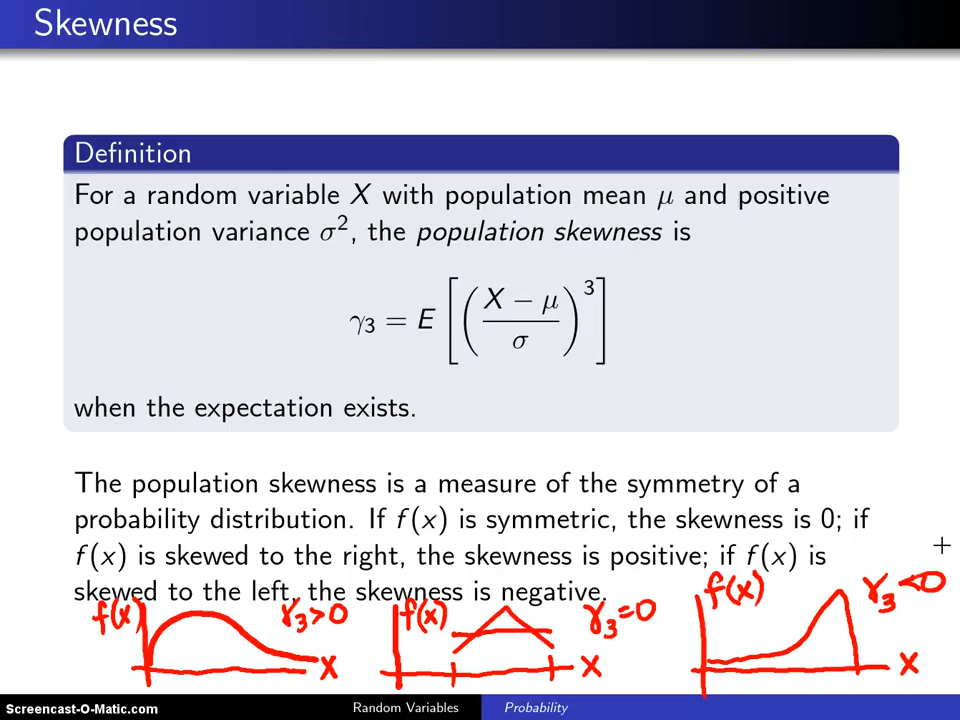 Skewness
Definition
For a random variable X with population mean μ and positive
population variance σ², the population skewness is
γ₃ = E [ ( (X − μ) / σ )³ ]
when the expectation exists.
The population skewness is a measure of the symmetry of a
probability distribution. If f(x) is symmetric, the skewness is 0; if
f(x) is skewed to the right, the skewness is positive; if f(x) is
skewed to the left, the skewness is negative.
f(x) γ₃>0 x
f(x) γ₃=0 x
f(x) γ₃<0 x
Screencast-O-Matic.com Random Variables Probability